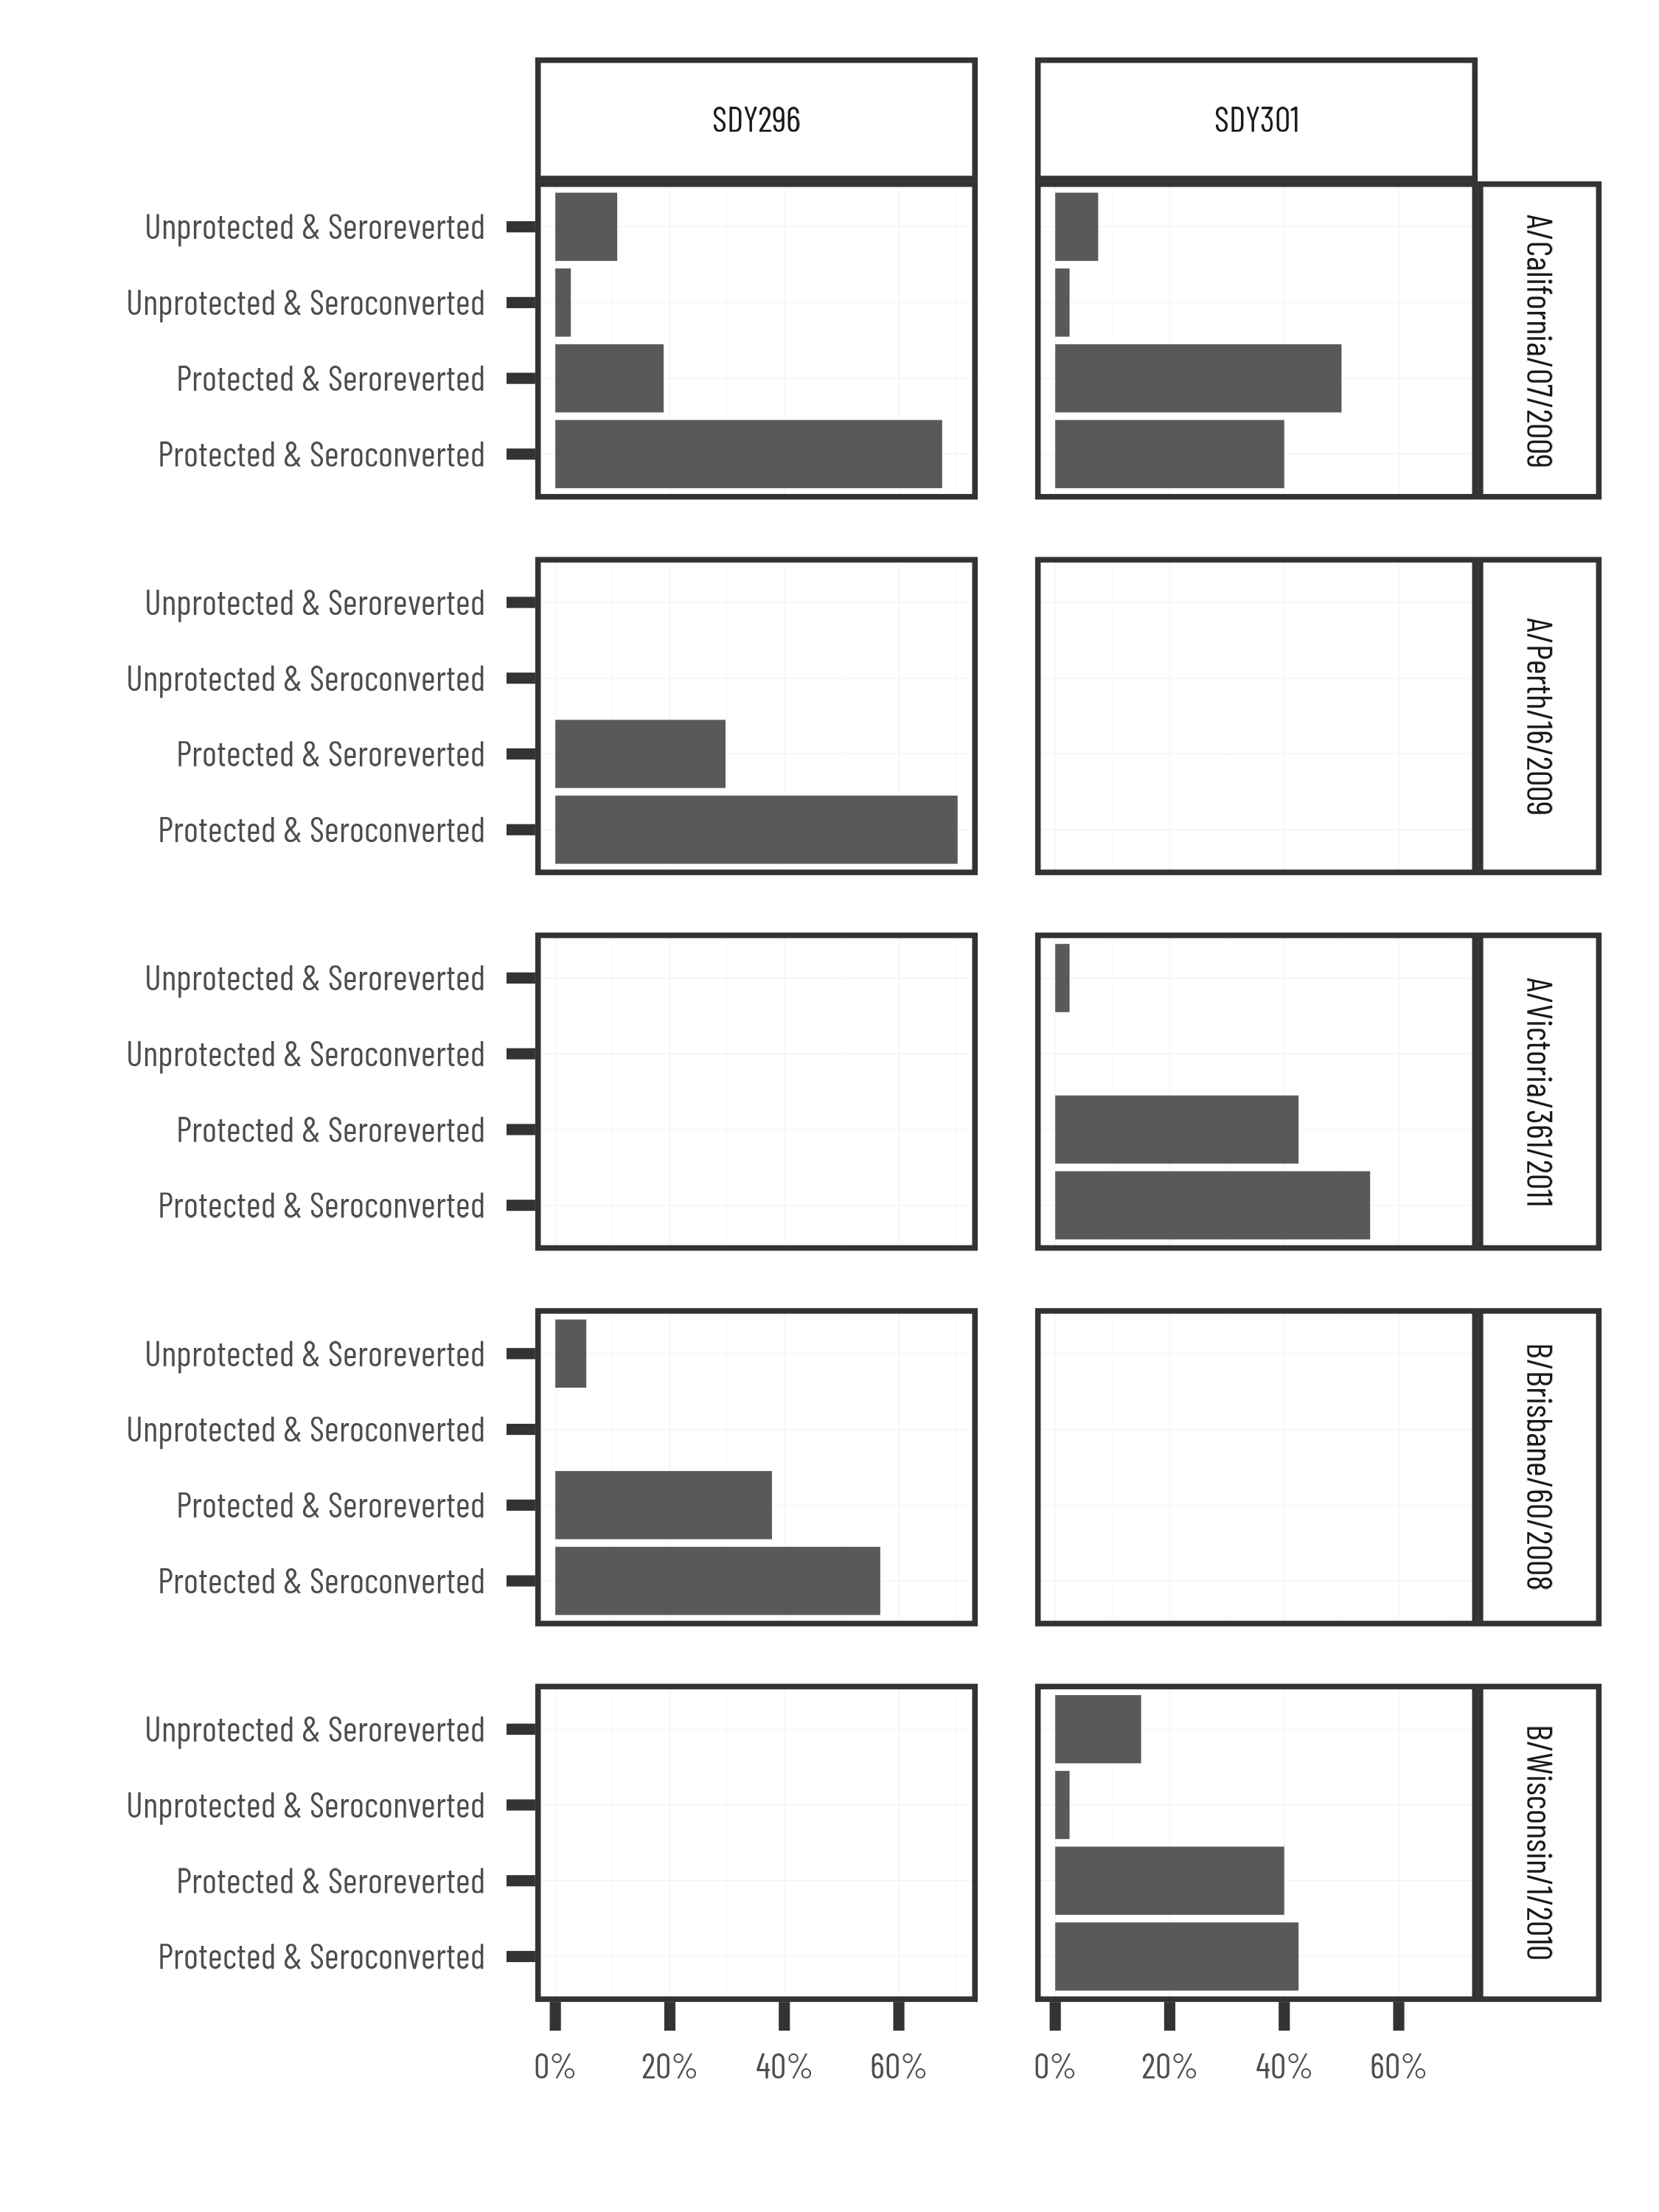 SDY296
SDY301
Unprotected & Seroreverted
Unprotected & Seroconverted
Protected & Seroreverted
Protected & Seroconverted
A/California/07/2009
Unprotected & Seroreverted
Unprotected & Seroconverted
Protected & Seroreverted
Protected & Seroconverted
A/Perth/16/2009
Unprotected & Seroreverted
Unprotected & Seroconverted
Protected & Seroreverted
Protected & Seroconverted
A/Victoria/361/2011
Unprotected & Seroreverted
Unprotected & Seroconverted
Protected & Seroreverted
Protected & Seroconverted
B/Brisbane/60/2008
Unprotected & Seroreverted
Unprotected & Seroconverted
Protected & Seroreverted
Protected & Seroconverted
B/Wisconsin/1/2010
0% 20% 40% 60%
0% 20% 40% 60%